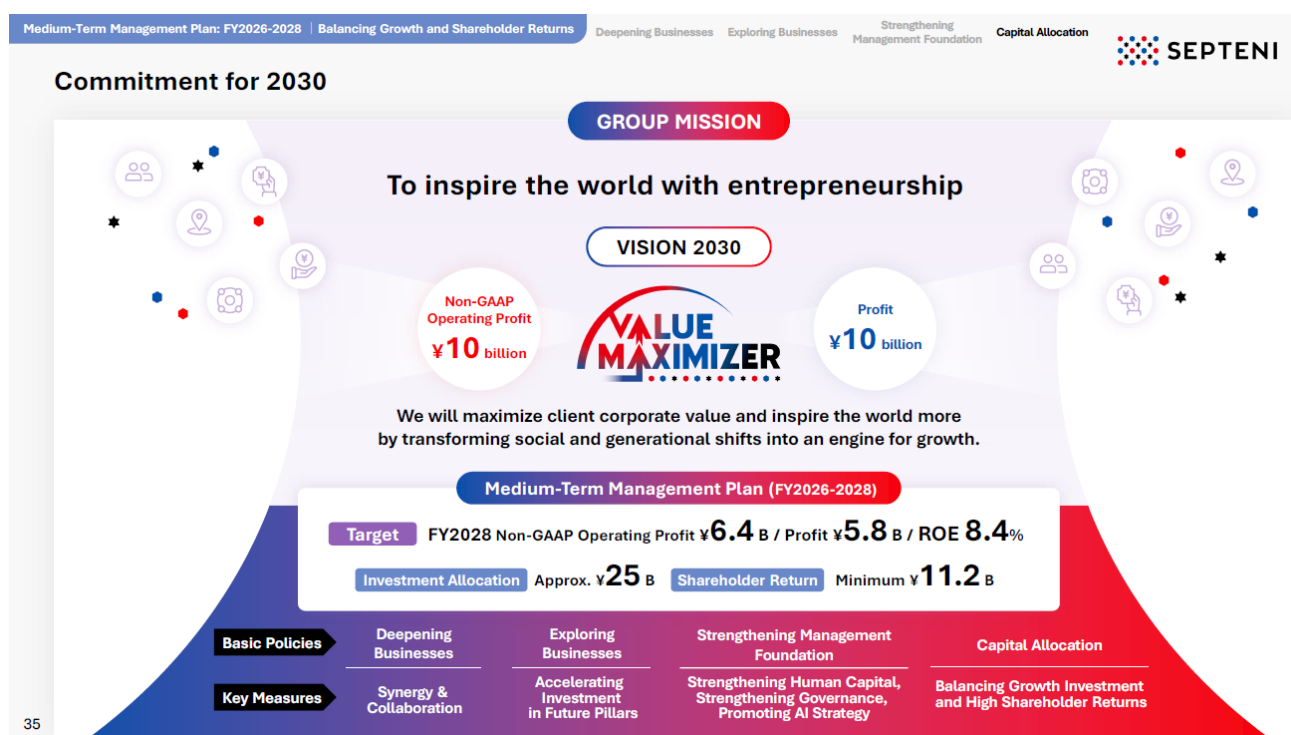 Medium-Term Management Plan: FY2026-2028 | Balancing Growth and Shareholder Returns
Deepening Businesses
Exploring Businesses
Strengthening
Management Foundation
Capital Allocation
SEPTENI
Commitment for 2030
GROUP MISSION
To inspire the world with entrepreneurship
VISION 2030
Non-GAAP
Operating Profit
¥10 billion
VALUE
MAXIMIZER
Profit
¥10 billion
We will maximize client corporate value and inspire the world more
by transforming social and generational shifts into an engine for growth.
Medium-Term Management Plan (FY2026-2028)
Target FY2028 Non-GAAP Operating Profit ¥6.4 B / Profit ¥5.8 B / ROE 8.4%
Investment Allocation Approx. ¥25 B Shareholder Return Minimum ¥11.2 B
Basic Policies
Deepening
Businesses
Exploring
Businesses
Strengthening Management
Foundation
Capital Allocation
Key Measures
Synergy &
Collaboration
Accelerating
Investment
in Future Pillars
Strengthening Human Capital,
Strengthening Governance,
Promoting AI Strategy
Balancing Growth Investment
and High Shareholder Returns
35